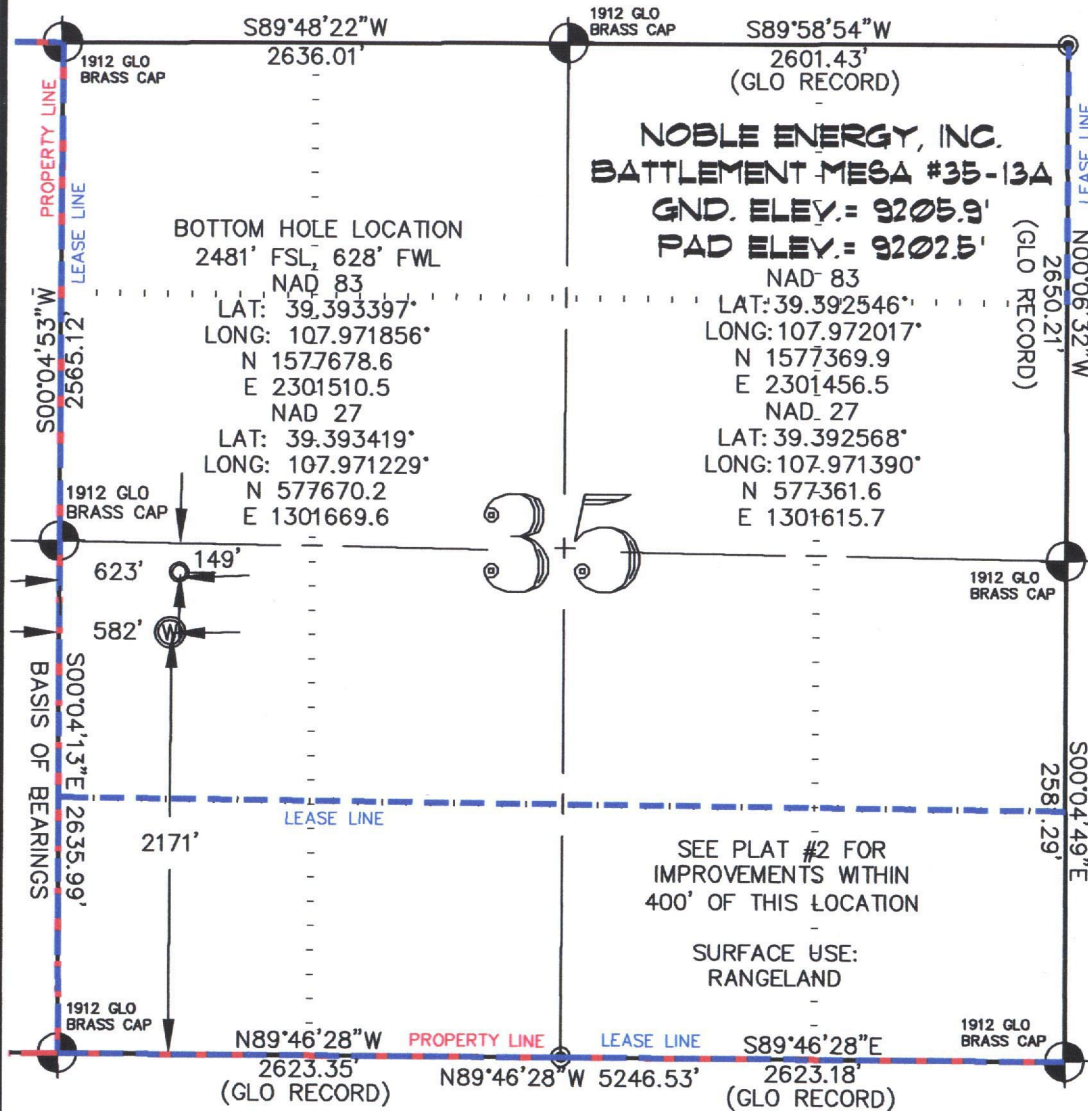 S89°48'22"W
2636.01'
1912 GLO
BRASS CAP
S89°58'54"W
2601.43'
(GLO RECORD)
1912 GLO
BRASS CAP
PROPERTY LINE
LEASE LINE
S00°04'53"W
2565.12'
LEASE LINE
N00°06'32"W
2650.21'
(GLO RECORD)
NOBLE ENERGY, INC.
BATTLEMENT MESA #35-13A
GND. ELEV.= 9205.9'
PAD ELEV.= 9202.5'
NAD 83
LAT: 39.392546°
LONG: 107.972017°
N 1577369.9
E 2301456.5
NAD 27
LAT: 39.392568°
LONG: 107.971390°
N 577361.6
E 1301615.7
BOTTOM HOLE LOCATION
2481' FSL, 628' FWL
NAD 83
LAT: 39.393397°
LONG: 107.971856°
N 1577678.6
E 2301510.5
NAD 27
LAT: 39.393419°
LONG: 107.971229°
N 577670.2
E 1301669.6
1912 GLO
BRASS CAP
35
149'
623'
582'
W
1912 GLO
BRASS CAP
S00°04'13"E 2635.99'
BASIS OF BEARINGS
2171'
LEASE LINE
S00°04'49"E
SEE PLAT #2 FOR
IMPROVEMENTS WITHIN
400' OF THIS LOCATION
SURFACE USE:
RANGELAND
1912 GLO
BRASS CAP
1912 GLO
BRASS CAP
N89°46'28"W
2623.35'
(GLO RECORD)
PROPERTY LINE
LEASE LINE
N89°46'28"W 5246.53'
S89°46'28"E
2623.18'
(GLO RECORD)